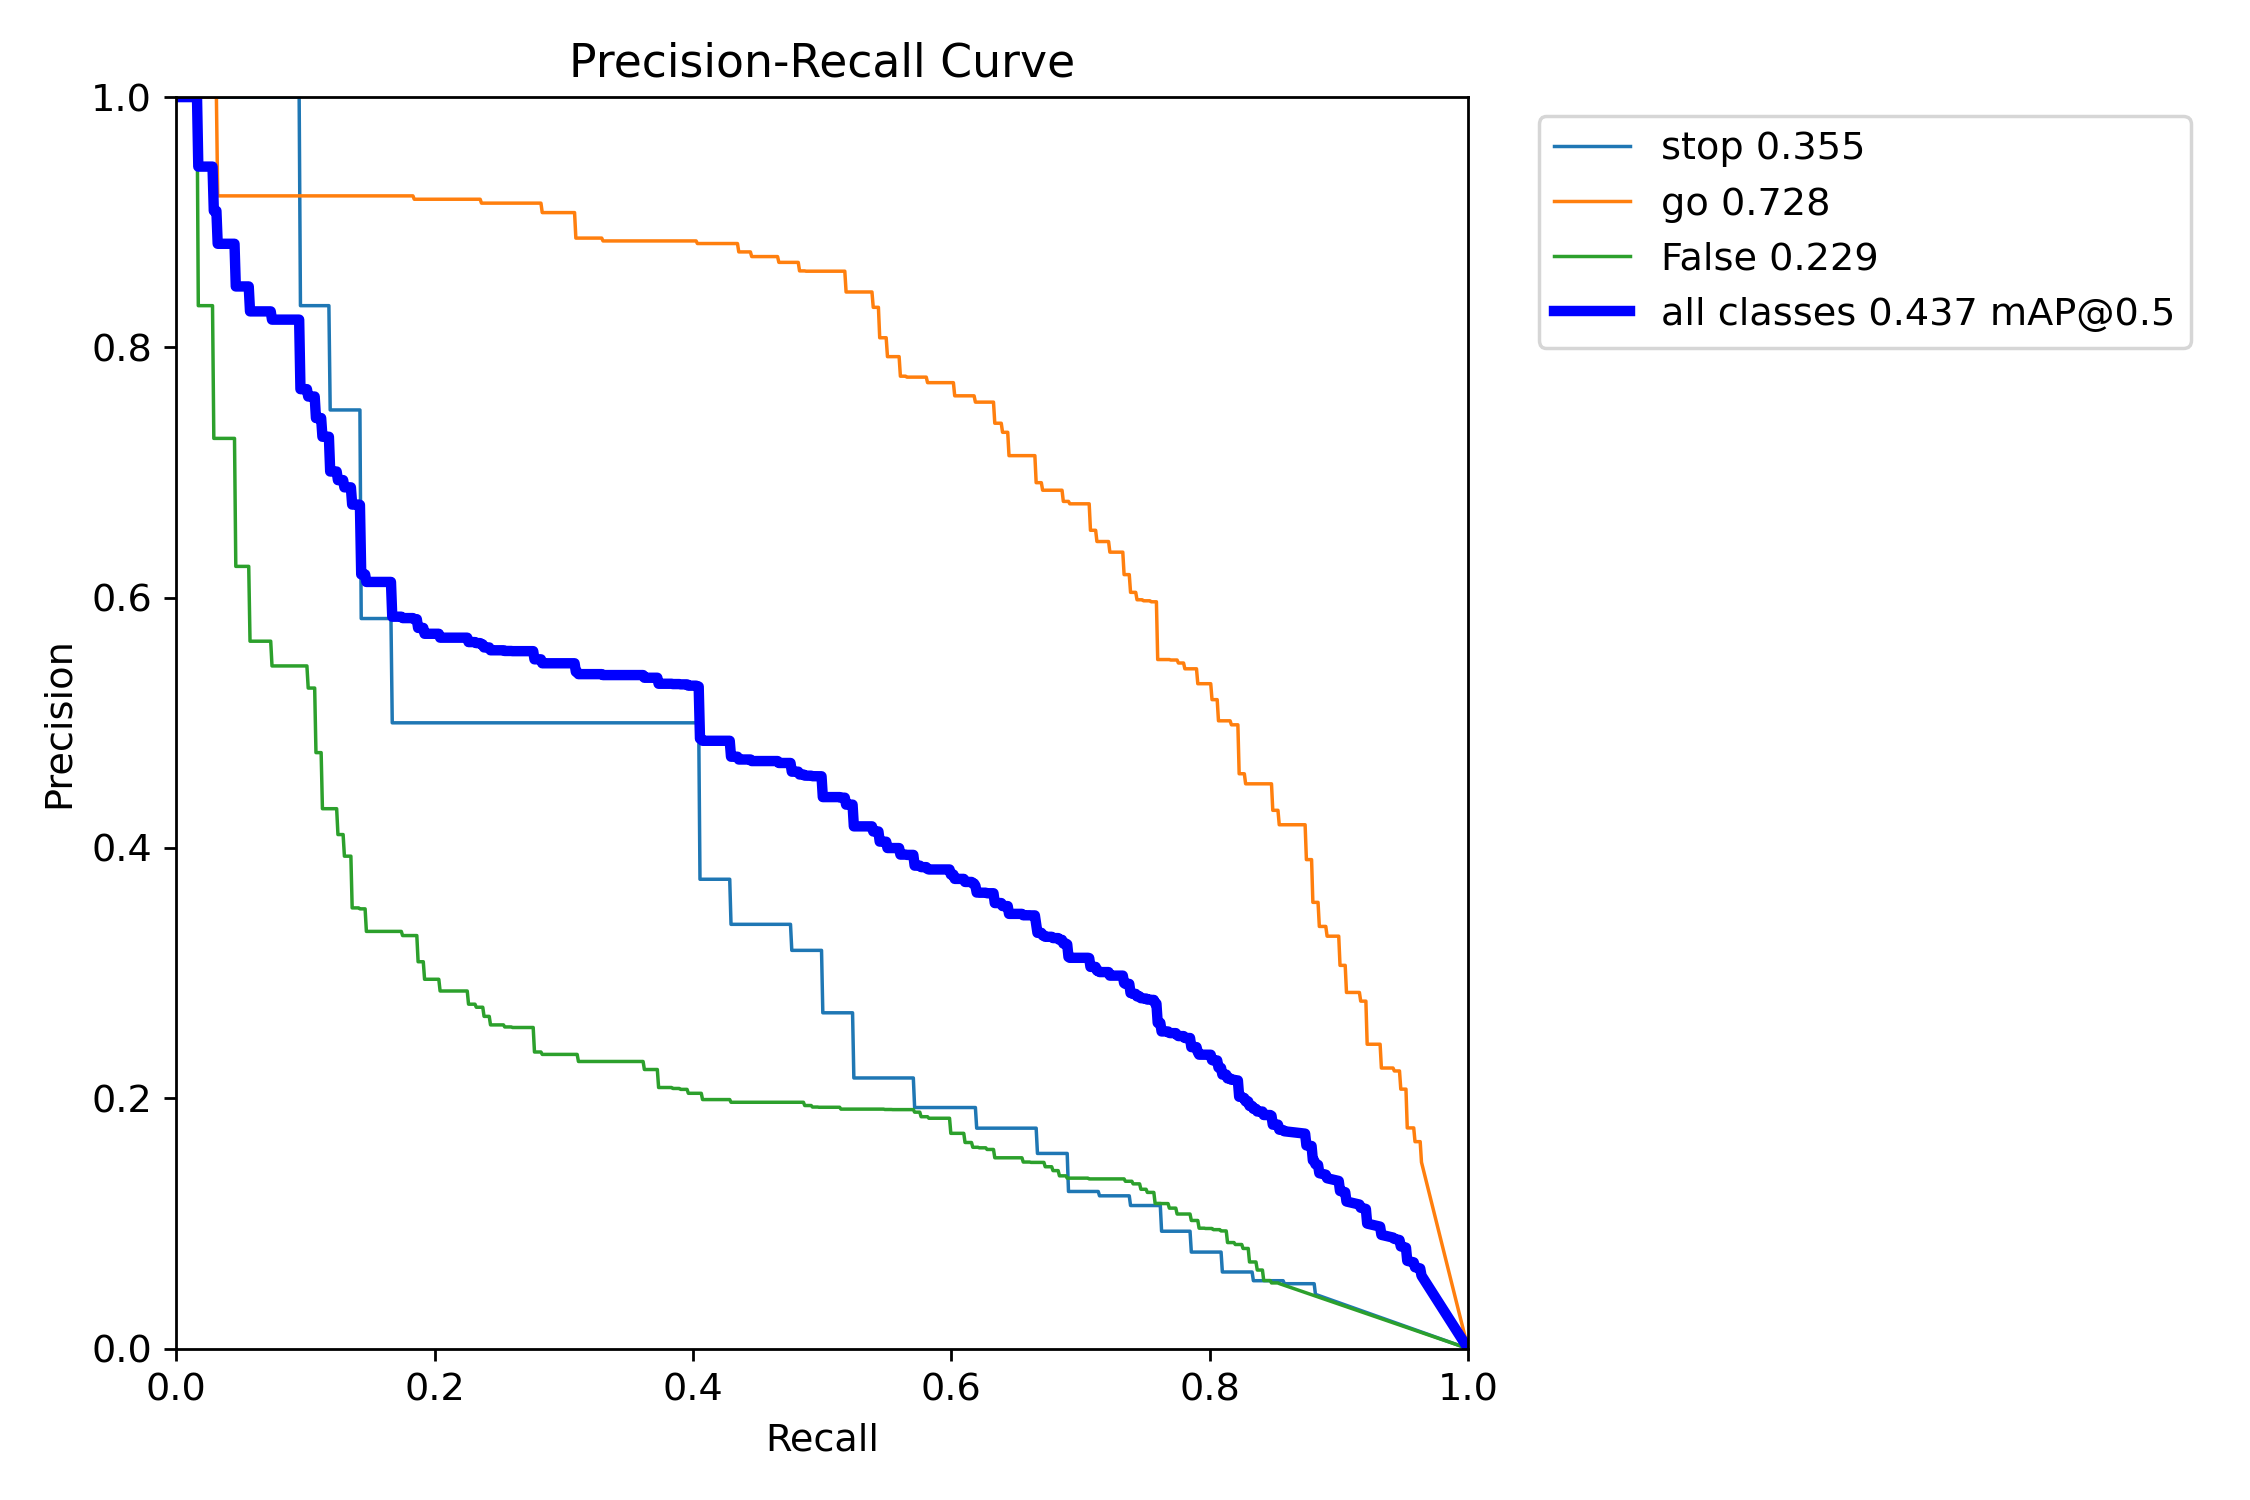 Precision-Recall Curve
1.0
0.8
0.6
0.4
0.2
0.0
Precision
0.0 0.2 0.4 0.6 0.8 1.0
Recall
stop 0.355
go 0.728
False 0.229
all classes 0.437 mAP@0.5